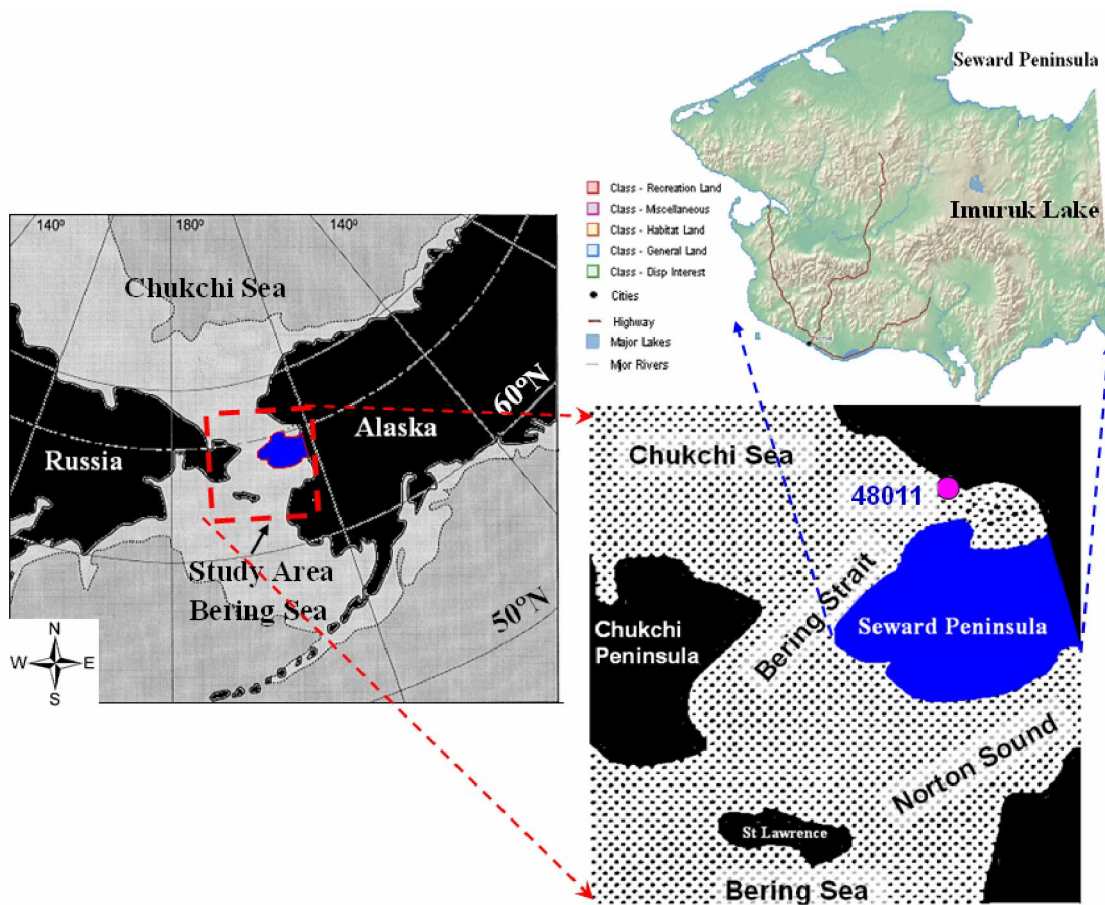 Seward Peninsula
Imuruk Lake
Class - Recreation Land
Class - Miscellaneous
Class - Habitat Land
Class - General Land
Class - Disp Interest
Cities
Highway
Major Lakes
Mjor Rivers
140°
180°
140°
Chukchi Sea
60°N
Alaska
Russia
Study Area
Bering Sea
50°N
N
W
E
S
Chukchi Sea
48011
Bering Strait
Chukchi
Peninsula
Seward Peninsula
Norton Sound
St Lawrence
Bering Sea